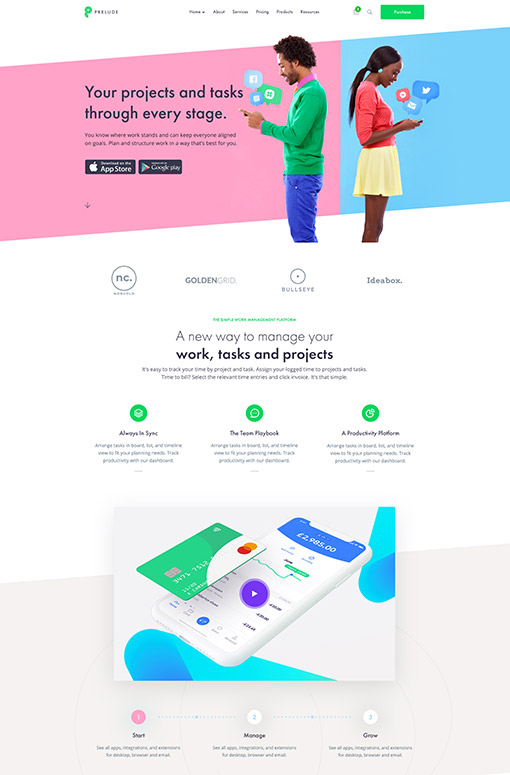 PRELUDE
Home About Services Pricing Products Resources
Purchase
Your projects and tasks
through every stage.
You know where work stands and can keep everyone aligned
on goals. Plan and structure work in a way that's best for you.
Download on the
App Store
Google play
nc.
GOLDENGRID.
BULLSEYE
Ideabox.
THE SIMPLE WORK MANAGEMENT PLATFORM
A new way to manage your
work, tasks and projects
It's easy to track your time by project and task. Assign your logged time to projects and tasks.
Time to bill? Select the relevant time entries and click invoice. It's that simple.
Always In Sync
Arrange tasks in board, list, and timeline
view to fit your planning needs. Track
productivity with our dashboard.
The Team Playbook
Arrange tasks in board, list, and timeline
view to fit your planning needs. Track
productivity with our dashboard.
A Productivity Platform
Arrange tasks in board, list, and timeline
view to fit your planning needs. Track
productivity with our dashboard.
£2,985.00
3471 7512
1
Start
See all apps, integrations, and extensions
for desktop, browser and email.
2
Manage
See all apps, integrations, and extensions
for desktop, browser and email.
3
Grow
See all apps, integrations, and extensions
for desktop, browser and email.